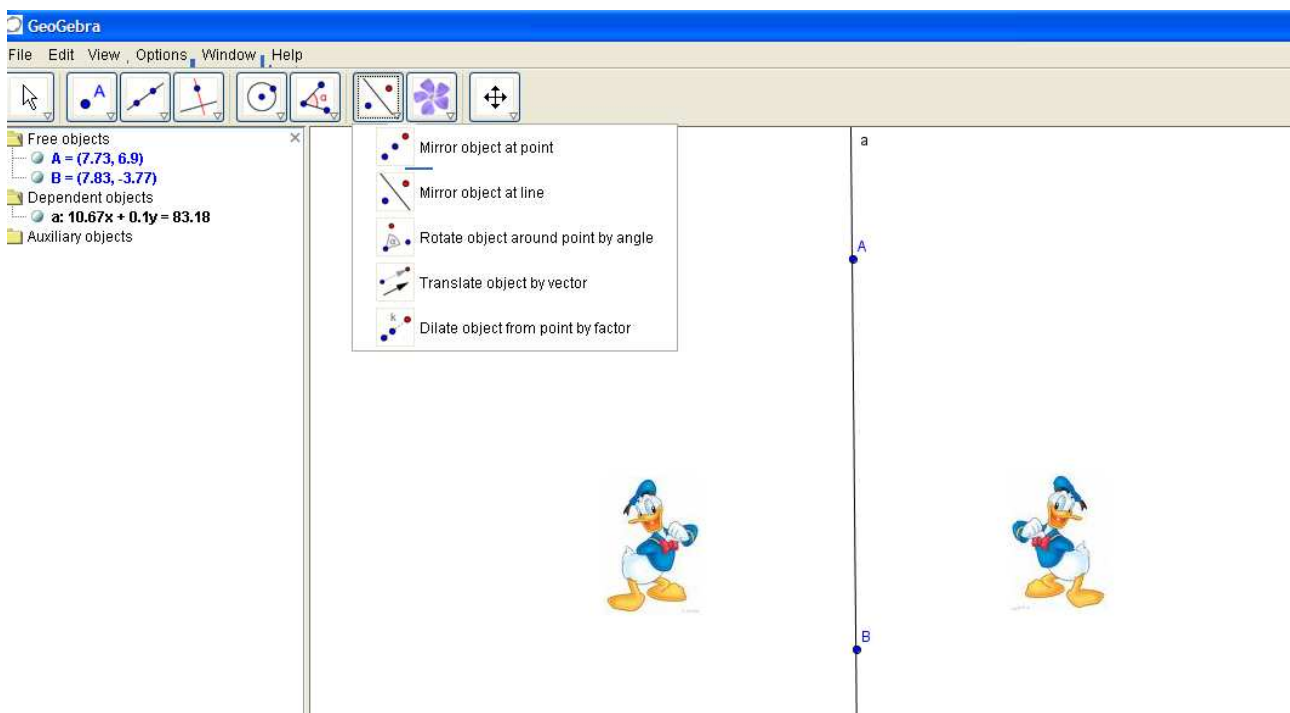 GeoGebra
File Edit View Options Window Help
A
α
Free objects
A = (7.73, 6.9)
B = (7.83, -3.77)
Dependent objects
a: 10.67x + 0.1y = 83.18
Auxiliary objects
Mirror object at point
Mirror object at line
α
Rotate object around point by angle
Translate object by vector
k
Dilate object from point by factor
a
A
B